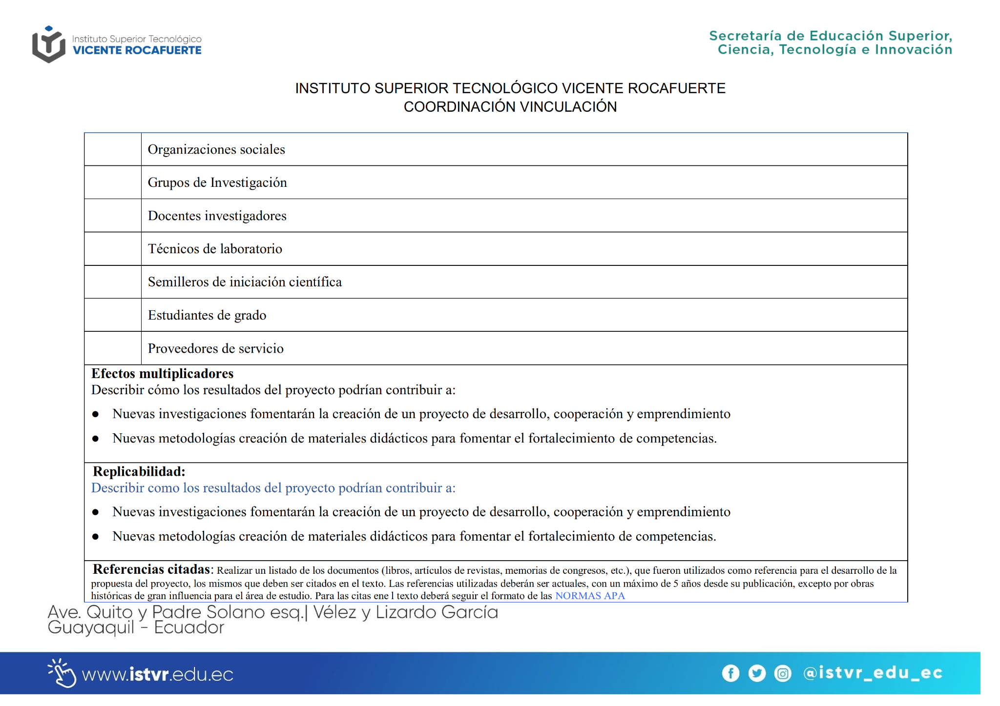 Instituto Superior Tecnológico
VICENTE ROCAFUERTE
Secretaría de Educación Superior,
Ciencia, Tecnología e Innovación
INSTITUTO SUPERIOR TECNOLÓGICO VICENTE ROCAFUERTE
COORDINACIÓN VINCULACIÓN
Organizaciones sociales
Grupos de Investigación
Docentes investigadores
Técnicos de laboratorio
Semilleros de iniciación científica
Estudiantes de grado
Proveedores de servicio
Efectos multiplicadores
Describir cómo los resultados del proyecto podrían contribuir a:
● Nuevas investigaciones fomentarán la creación de un proyecto de desarrollo, cooperación y emprendimiento
● Nuevas metodologías creación de materiales didácticos para fomentar el fortalecimiento de competencias.
Replicabilidad:
Describir como los resultados del proyecto podrían contribuir a:
● Nuevas investigaciones fomentarán la creación de un proyecto de desarrollo, cooperación y emprendimiento
● Nuevas metodologías creación de materiales didácticos para fomentar el fortalecimiento de competencias.
Referencias citadas: Realizar un listado de los documentos (libros, artículos de revistas, memorias de congresos, etc.), que fueron utilizados como referencia para el desarrollo de la
propuesta del proyecto, los mismos que deben ser citados en el texto. Las referencias utilizadas deberán ser actuales, con un máximo de 5 años desde su publicación, excepto por obras
históricas de gran influencia para el área de estudio. Para las citas ene l texto deberá seguir el formato de las NORMAS APA
Ave. Quito y Padre Solano esq.| Vélez y Lizardo García
Guayaquil - Ecuador
www.istvr.edu.ec
@istvr_edu_ec